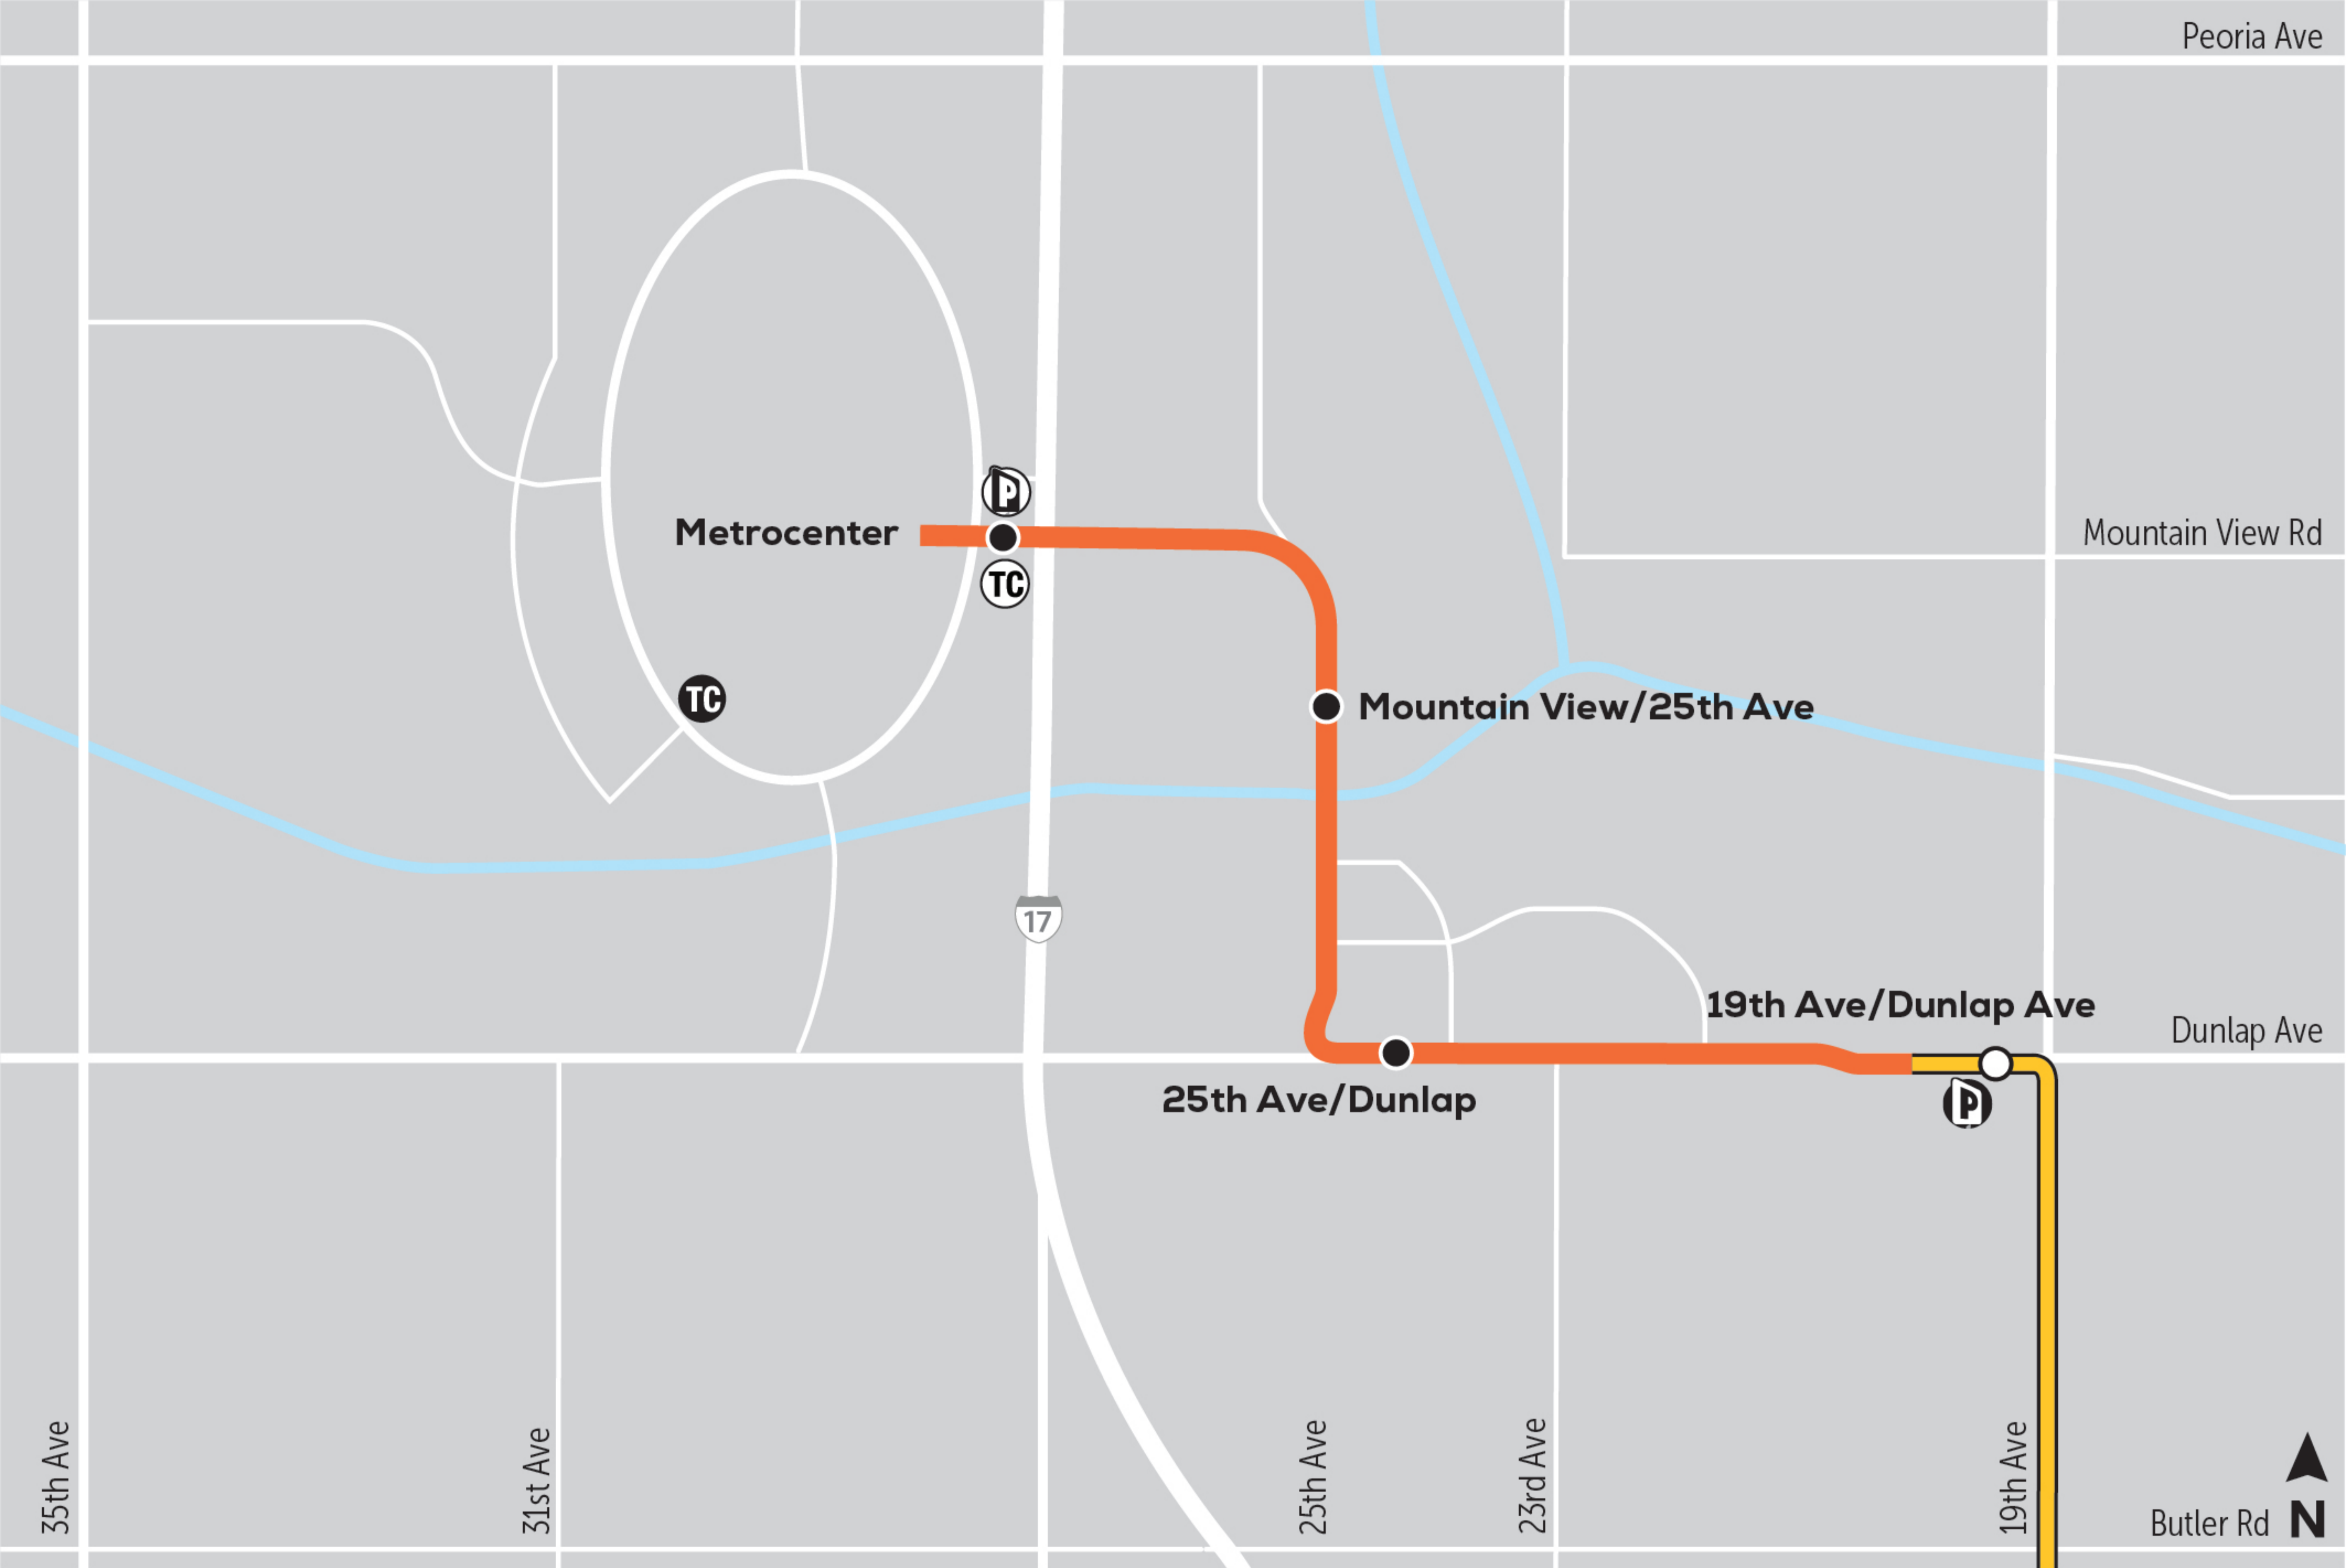 Peoria Ave
P
Metrocenter
Mountain View Rd
TC
TC
Mountain View/25th Ave
17
19th Ave/Dunlap Ave
Dunlap Ave
25th Ave/Dunlap
P
35th Ave
31st Ave
25th Ave
23rd Ave
19th Ave
Butler Rd
N